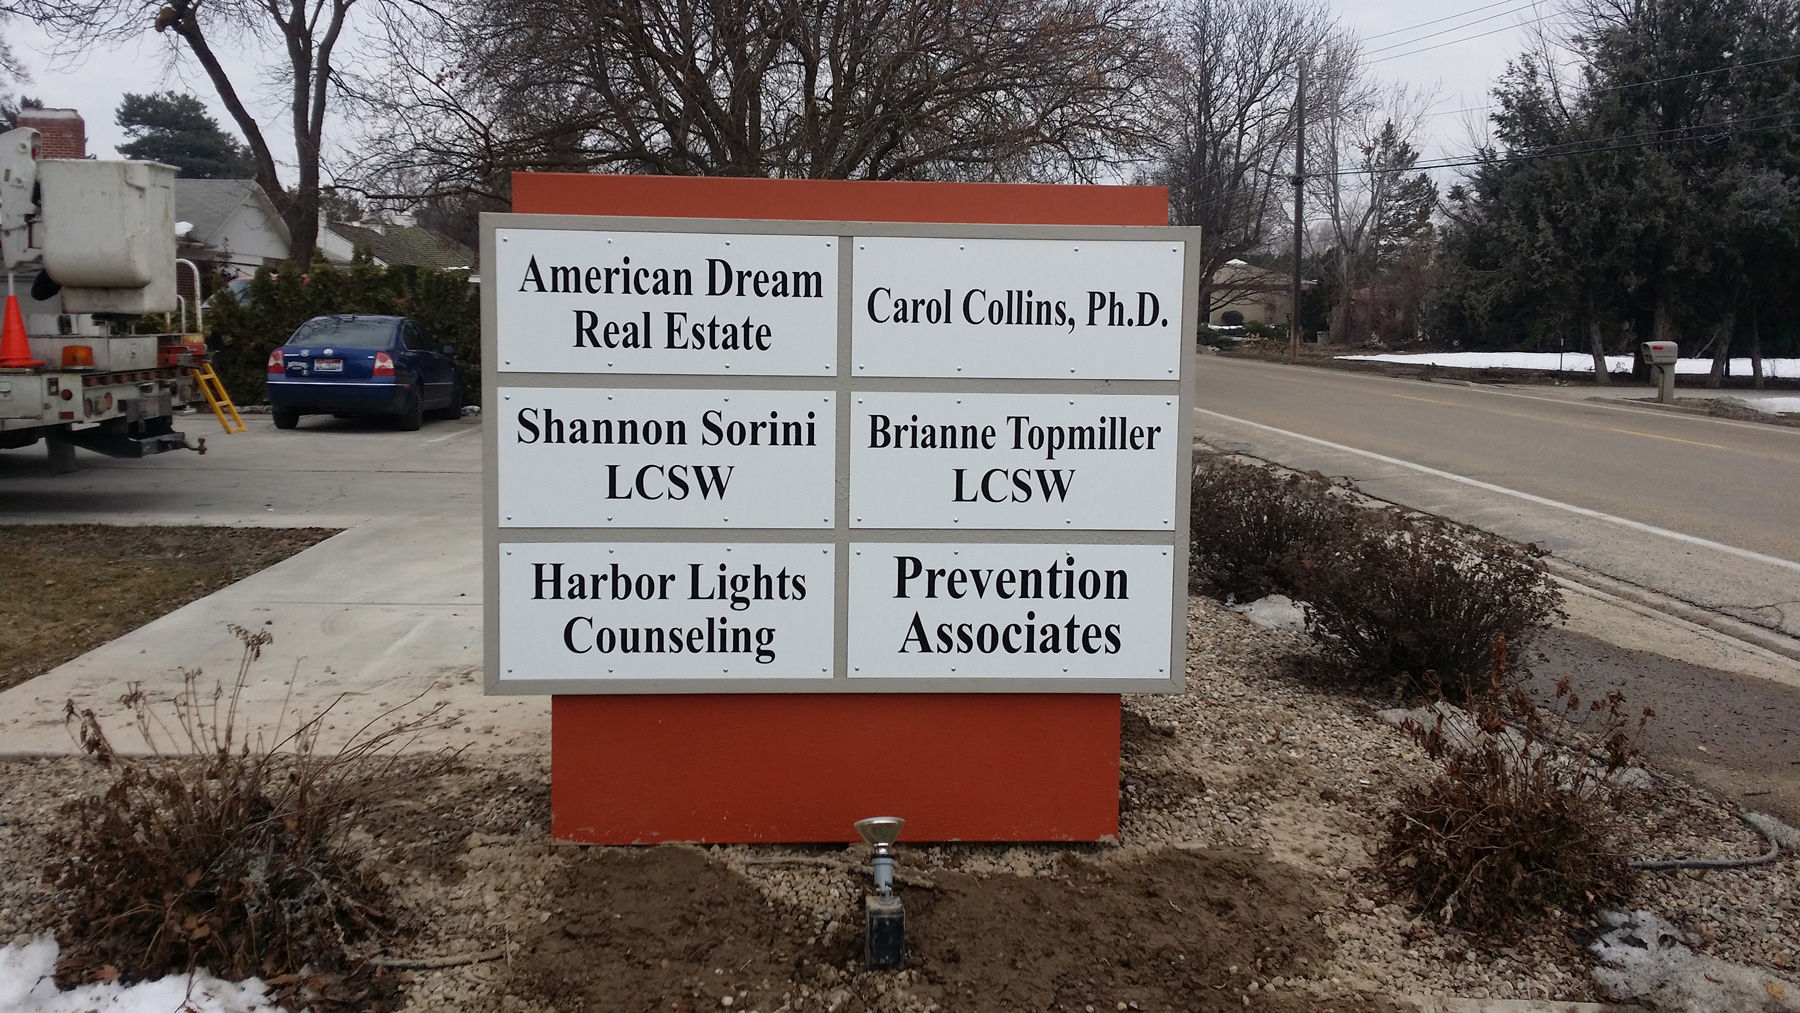 American Dream
Real Estate
Carol Collins, Ph.D.
Shannon Sorini
LCSW
Brianne Topmiller
LCSW
Harbor Lights
Counseling
Prevention
Associates